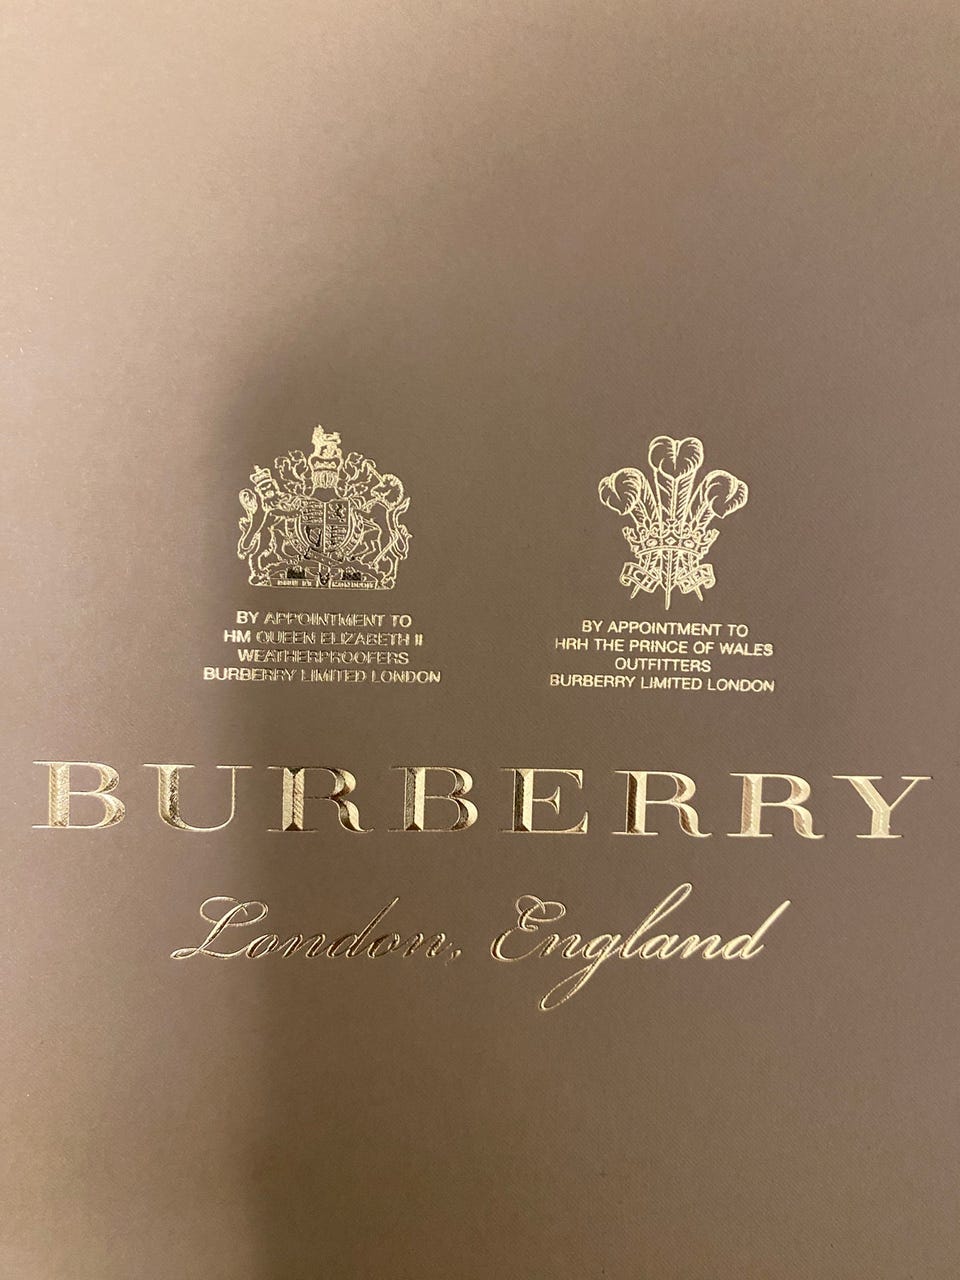 BY APPOINTMENT TO
HM QUEEN ELIZABETH II
WEATHERPROOFERS
BURBERRY LIMITED LONDON
BY APPOINTMENT TO
HRH THE PRINCE OF WALES
OUTFITTERS
BURBERRY LIMITED LONDON
BURBERRY
London, England